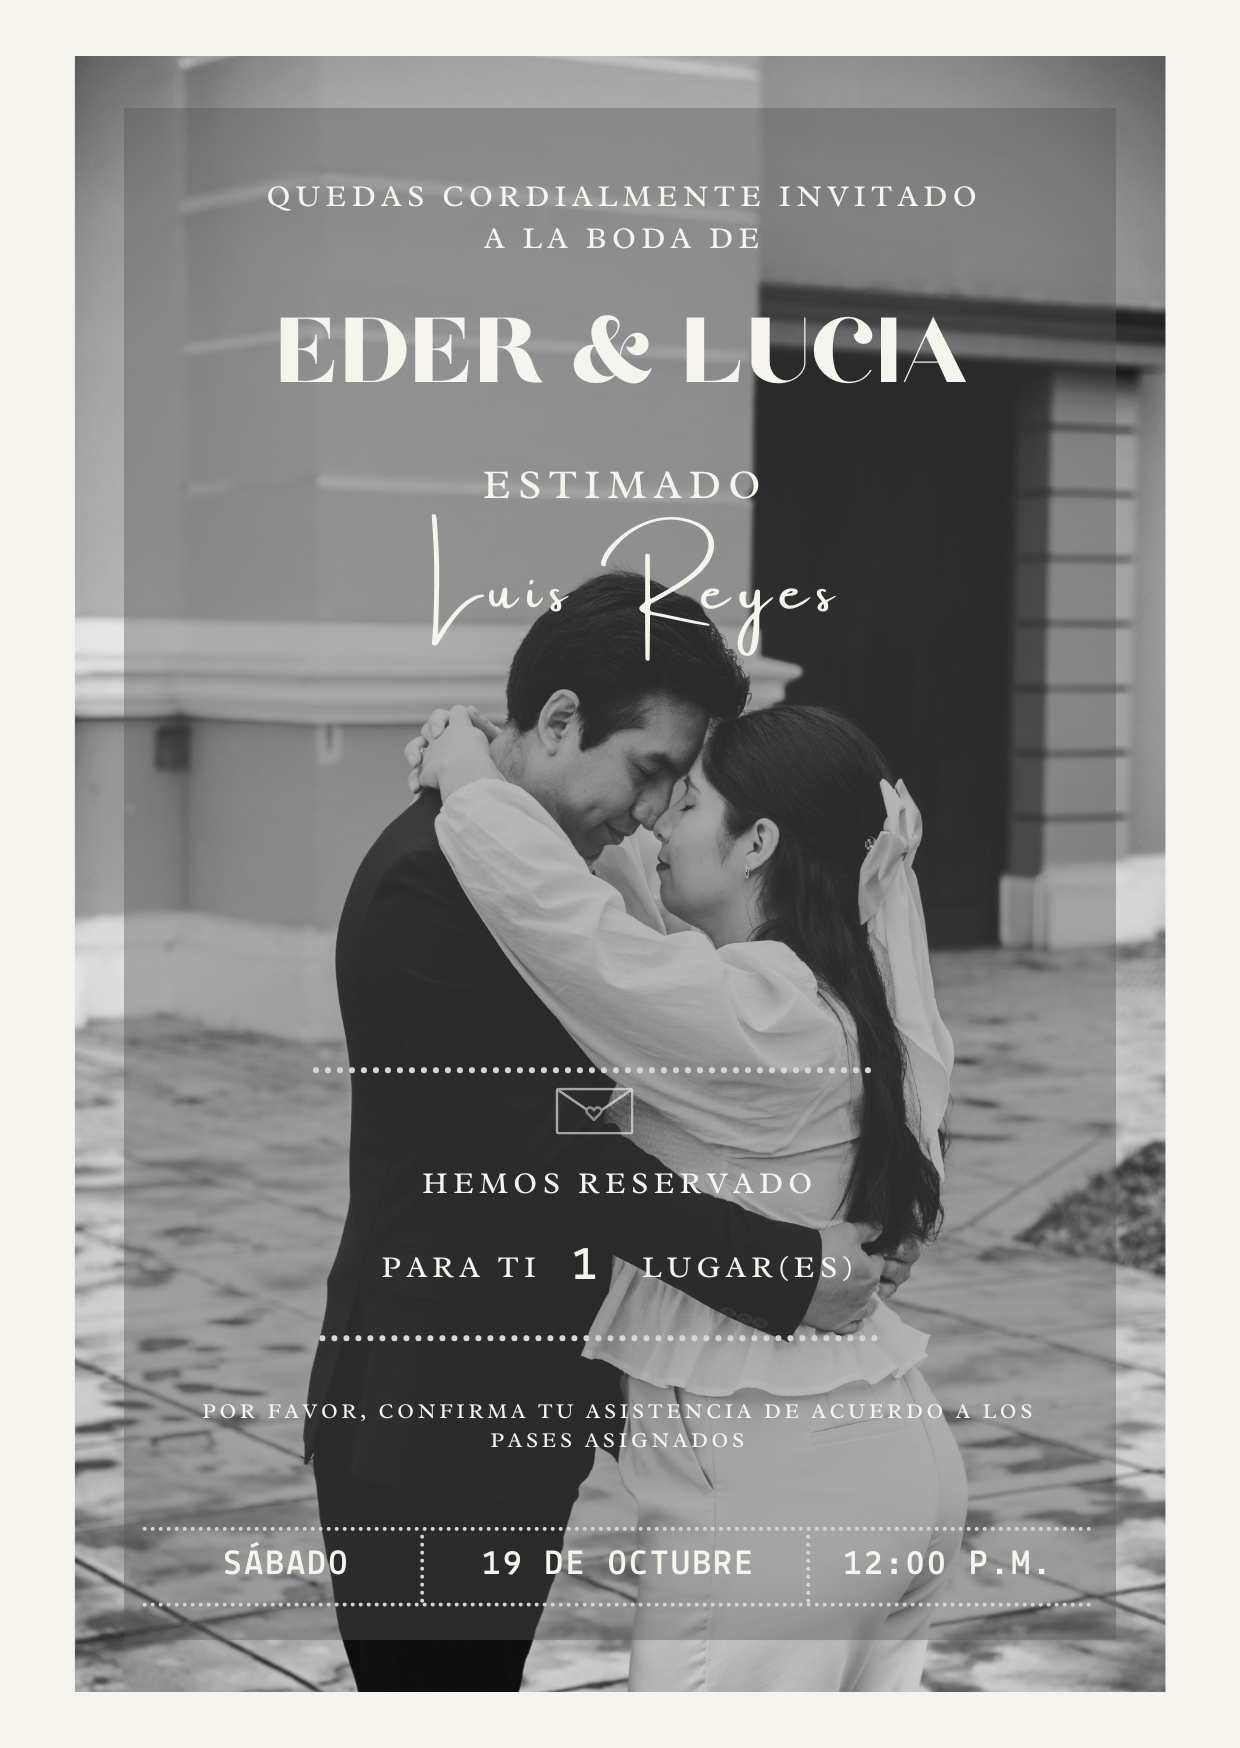 QUEDAS CORDIALMENTE INVITADO
A LA BODA DE
EDER & LUCIA
ESTIMADO
Luis Reyes
HEMOS RESERVADO
PARA TI 1 LUGAR(ES)
POR FAVOR, CONFIRMA TU ASISTENCIA DE ACUERDO A LOS
PASES ASIGNADOS
SÁBADO 19 DE OCTUBRE 12:00 P.M.